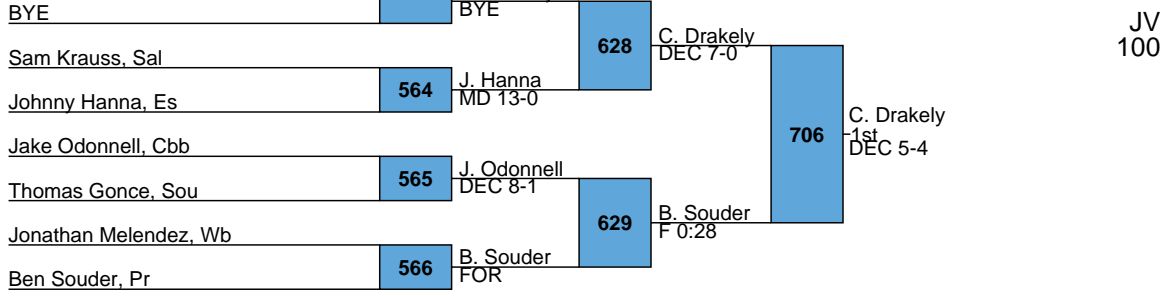 BYE
BYE
JV
100
Sam Krauss, Sal
628
C. Drakely
DEC 7-0
564
J. Hanna
MD 13-0
Johnny Hanna, Es
Jake Odonnell, Cbb
706
C. Drakely
1st
DEC 5-4
565
J. Odonnell
DEC 8-1
Thomas Gonce, Sou
629
B. Souder
F 0:28
Jonathan Melendez, Wb
566
B. Souder
FOR
Ben Souder, Pr